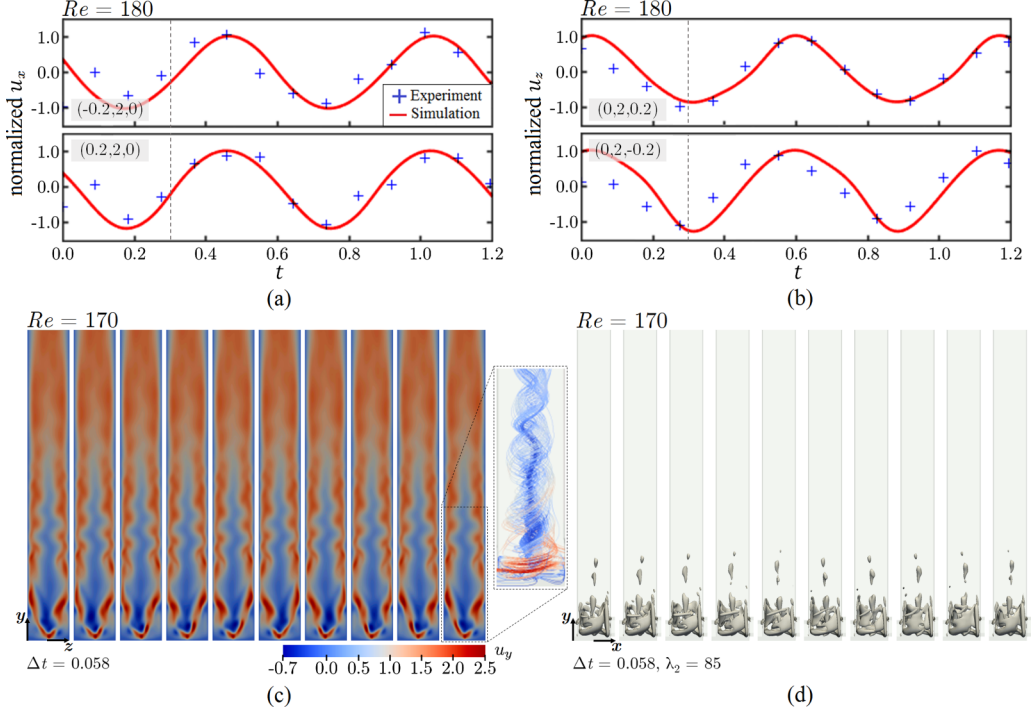 Re = 180
normalized u_x
1.0
0.0
-1.0
(-0.2,2,0)
Experiment
Simulation
1.0
0.0
-1.0
(0.2,2,0)
0.0 0.2 0.4 0.6 0.8 1.0 1.2
t
(a)
Re = 180
normalized u_z
1.0
0.0
-1.0
(0,2,0.2)
1.0
0.0
-1.0
(0,2,-0.2)
0.0 0.2 0.4 0.6 0.8 1.0 1.2
t
(b)
Re = 170
y
z
Δt = 0.058
u_y
-0.7 0.0 0.5 1.0 1.5 2.5
(c)
Re = 170
y
x
Δt = 0.058, λ₂ = 85
(d)